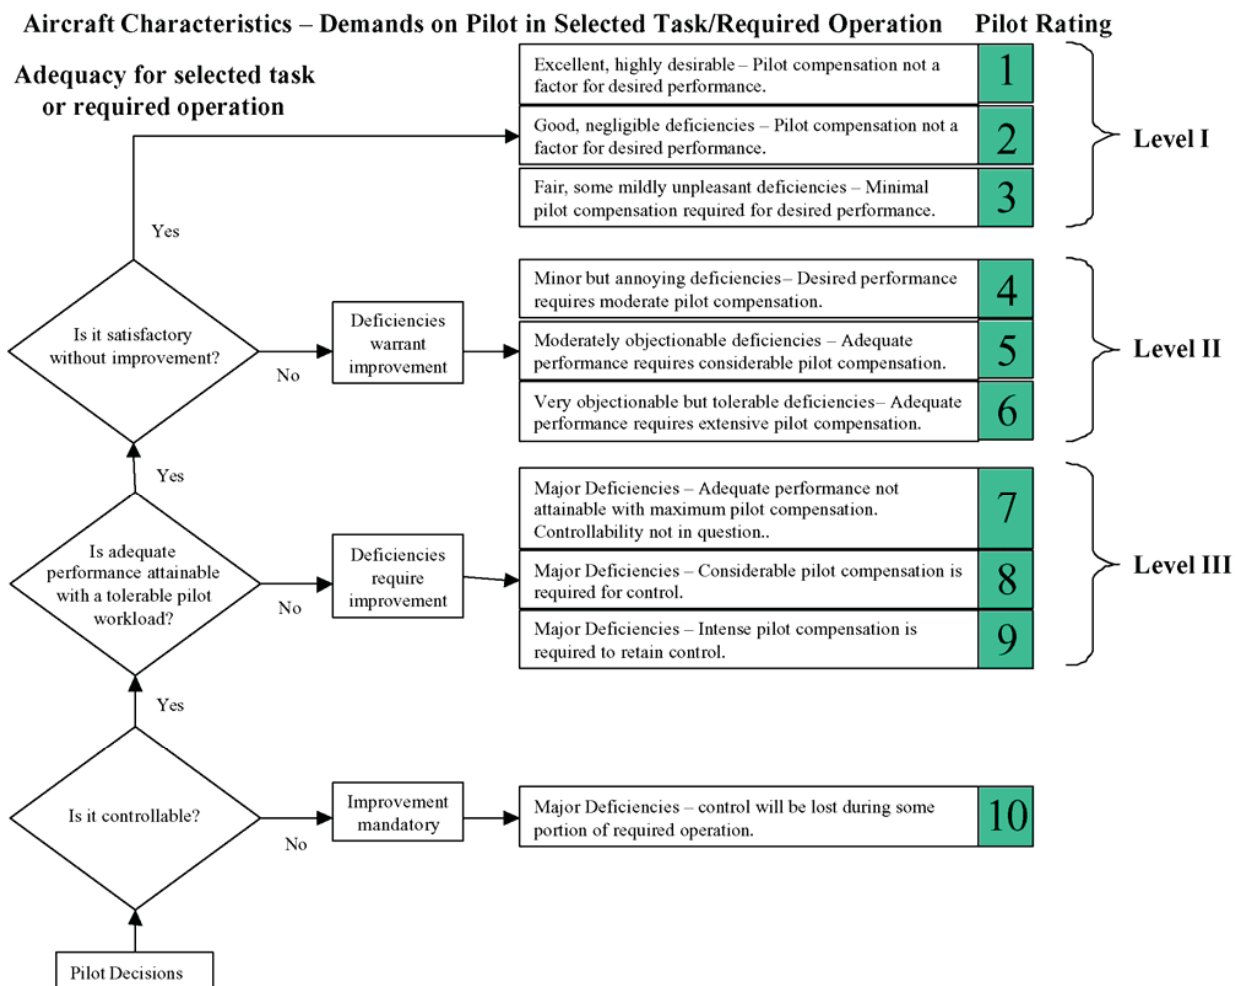 Aircraft Characteristics – Demands on Pilot in Selected Task/Required Operation Pilot Rating
Adequacy for selected task
or required operation
Excellent, highly desirable – Pilot compensation not a
factor for desired performance.
1
Good, negligible deficiencies – Pilot compensation not a
factor for desired performance.
2
Fair, some mildly unpleasant deficiencies – Minimal
pilot compensation required for desired performance.
3
Level I
Yes
Is it satisfactory
without improvement?
No
Deficiencies
warrant
improvement
Minor but annoying deficiencies– Desired performance
requires moderate pilot compensation.
4
Moderately objectionable deficiencies – Adequate
performance requires considerable pilot compensation.
5
Very objectionable but tolerable deficiencies– Adequate
performance requires extensive pilot compensation.
6
Level II
Yes
Is adequate
performance attainable
with a tolerable pilot
workload?
No
Deficiencies
require
improvement
Major Deficiencies – Adequate performance not
attainable with maximum pilot compensation.
Controllability not in question..
7
Major Deficiencies – Considerable pilot compensation is
required for control.
8
Major Deficiencies – Intense pilot compensation is
required to retain control.
9
Level III
Yes
Is it controllable?
No
Improvement
mandatory
Major Deficiencies – control will be lost during some
portion of required operation.
10
Pilot Decisions